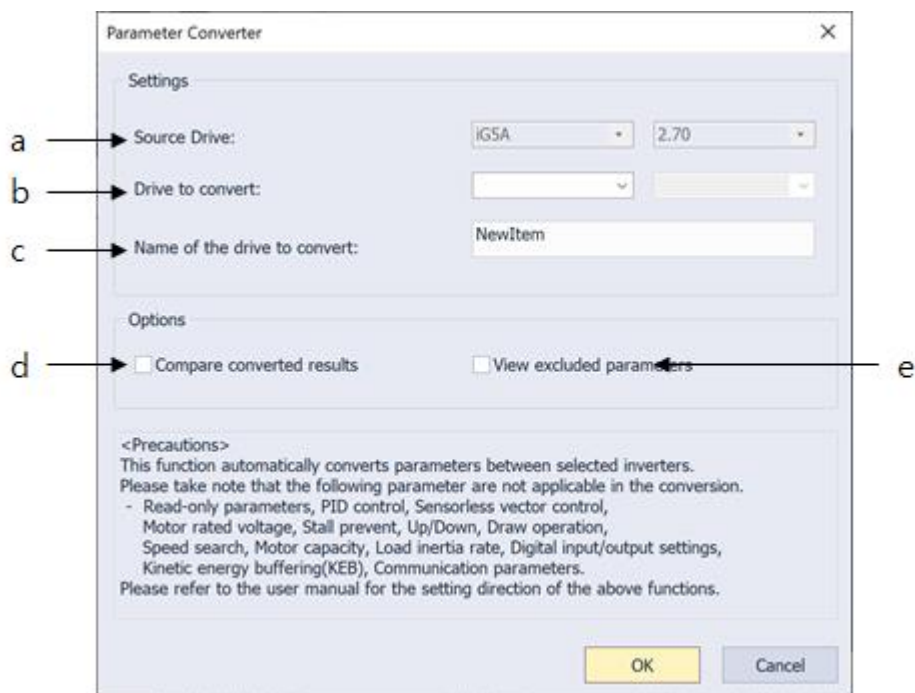 Parameter Converter
Settings
a Source Drive: iG5A 2.70
b Drive to convert:
c Name of the drive to convert: NewItem
Options
d Compare converted results View excluded parameters e
<Precautions>
This function automatically converts parameters between selected inverters.
Please take note that the following parameter are not applicable in the conversion.
- Read-only parameters, PID control, Sensorless vector control,
Motor rated voltage, Stall prevent, Up/Down, Draw operation,
Speed search, Motor capacity, Load inertia rate, Digital input/output settings,
Kinetic energy buffering(KEB), Communication parameters.
Please refer to the user manual for the setting direction of the above functions.
OK Cancel